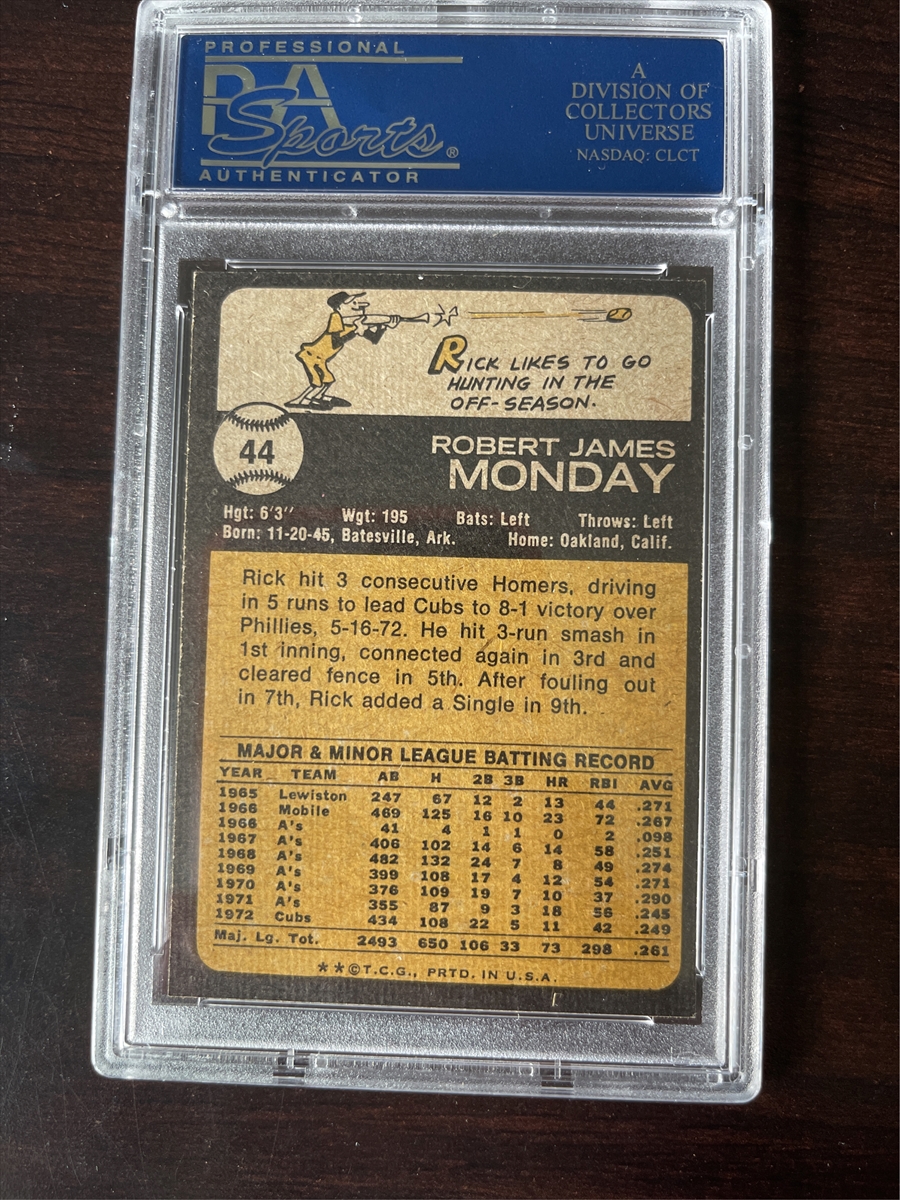 PROFESSIONAL
PSA
Sports®
AUTHENTICATOR
A
DIVISION OF
COLLECTORS
UNIVERSE
NASDAQ: CLCT
RICK LIKES TO GO
HUNTING IN THE
OFF-SEASON.
44
ROBERT JAMES
MONDAY
Hgt: 6'3" Wgt: 195 Bats: Left Throws: Left
Born: 11-20-45, Batesville, Ark. Home: Oakland, Calif.
Rick hit 3 consecutive Homers, driving
in 5 runs to lead Cubs to 8-1 victory over
Phillies, 5-16-72. He hit 3-run smash in
1st inning, connected again in 3rd and
cleared fence in 5th. After fouling out
in 7th, Rick added a Single in 9th.
MAJOR & MINOR LEAGUE BATTING RECORD
YEAR TEAM AB H 2B 3B HR RBI AVG
1965 Lewiston 247 67 12 2 13 44 .271
1966 Mobile 469 125 16 10 23 72 .267
1966 A's 41 4 1 1 0 2 .098
1967 A's 406 102 14 6 14 58 .251
1968 A's 482 132 24 7 8 49 .274
1969 A's 399 108 17 4 12 54 .271
1970 A's 376 109 19 7 10 37 .290
1971 A's 355 87 9 3 18 56 .245
1972 Cubs 434 108 22 5 11 42 .249
Maj. Lg. Tot. 2493 650 106 33 73 298 .261
**©T.C.G., PRTD. IN U.S.A.